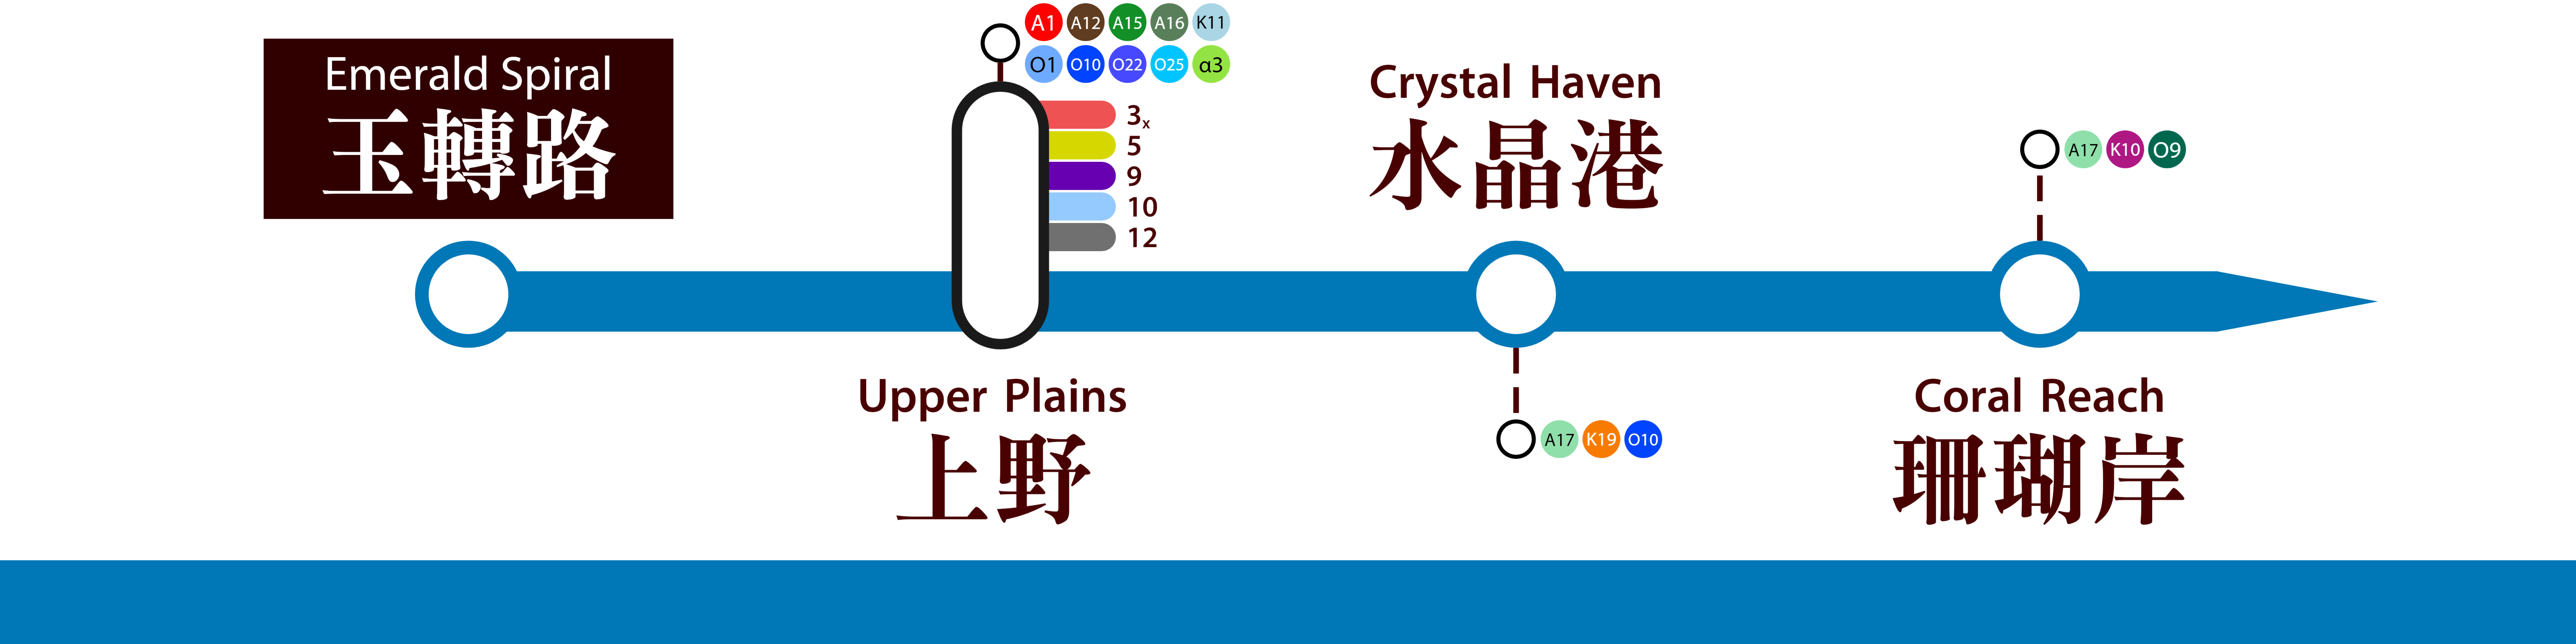 Emerald Spiral
玉轉路
A1 A12 A15 A16 K11
O1 O10 O22 O25 α3
3x
5
9
10
12
Upper Plains
上野
Crystal Haven
水晶港
A17 K19 O10
A17 K10 O9
Coral Reach
珊瑚岸